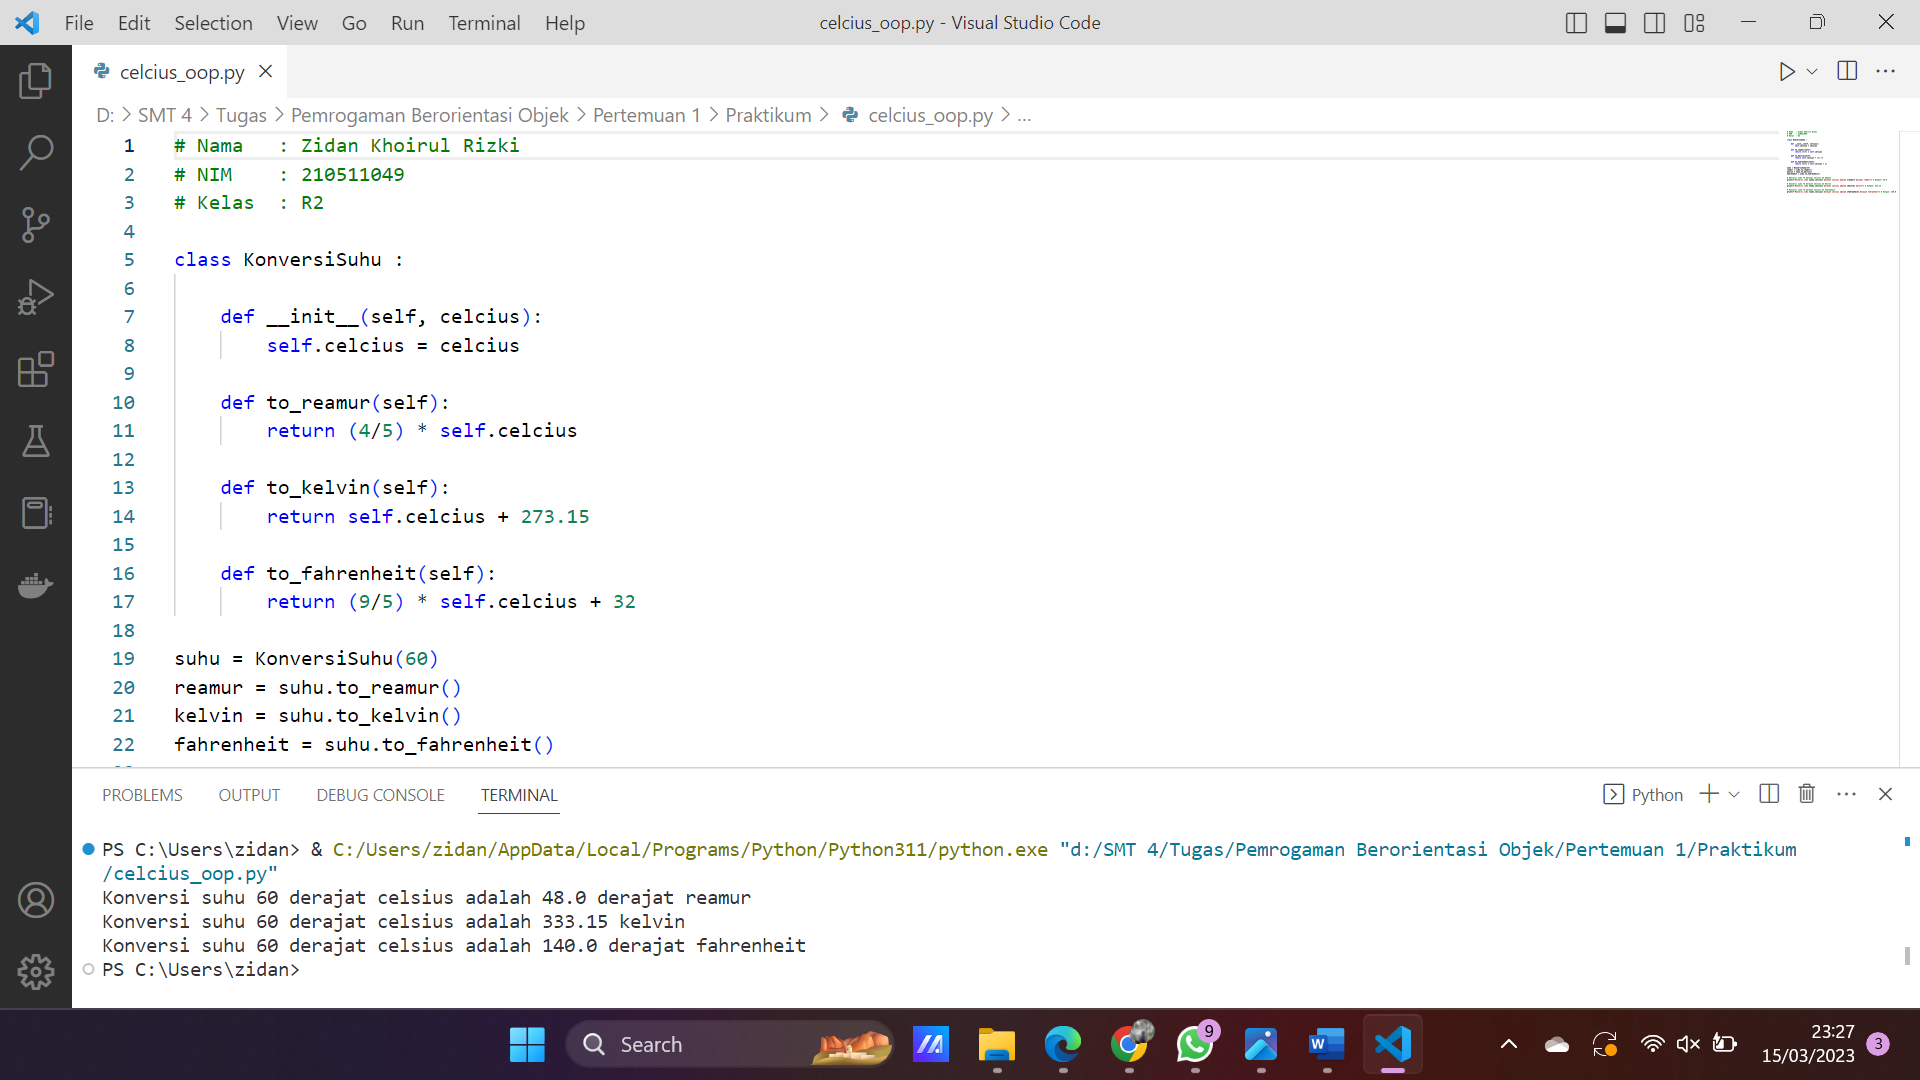 File Edit Selection View Go Run Terminal Help
celcius_oop.py - Visual Studio Code
celcius_oop.py
D: > SMT 4 > Tugas > Pemrogaman Berorientasi Objek > Pertemuan 1 > Praktikum > celcius_oop.py > ...
1 # Nama   : Zidan Khoirul Rizki
2 # NIM    : 210511049
3 # Kelas  : R2
4
5 class KonversiSuhu :
6
7     def __init__(self, celcius):
8         self.celcius = celcius
9
10     def to_reamur(self):
11         return (4/5) * self.celcius
12
13     def to_kelvin(self):
14         return self.celcius + 273.15
15
16     def to_fahrenheit(self):
17         return (9/5) * self.celcius + 32
18
19 suhu = KonversiSuhu(60)
20 reamur = suhu.to_reamur()
21 kelvin = suhu.to_kelvin()
22 fahrenheit = suhu.to_fahrenheit()
PROBLEMS OUTPUT DEBUG CONSOLE TERMINAL
Python
PS C:\Users\zidan> & C:/Users/zidan/AppData/Local/Programs/Python/Python311/python.exe "d:/SMT 4/Tugas/Pemrogaman Berorientasi Objek/Pertemuan 1/Praktikum
/celcius_oop.py"
Konversi suhu 60 derajat celsius adalah 48.0 derajat reamur
Konversi suhu 60 derajat celsius adalah 333.15 kelvin
Konversi suhu 60 derajat celsius adalah 140.0 derajat fahrenheit
PS C:\Users\zidan>
Search
9
23:27
15/03/2023
3